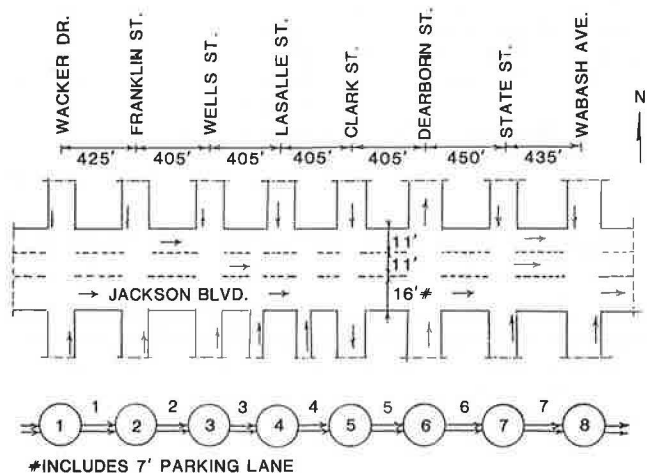 WACKER DR.
FRANKLIN ST.
WELLS ST.
LASALLE ST.
CLARK ST.
DEARBORN ST.
STATE ST.
WABASH AVE.
N
425' 405' 405' 405' 405' 450' 435'
11'
11'
JACKSON BLVD. 16'#
1 2 3 4 5 6 7
1 2 3 4 5 6 7 8
#INCLUDES 7' PARKING LANE